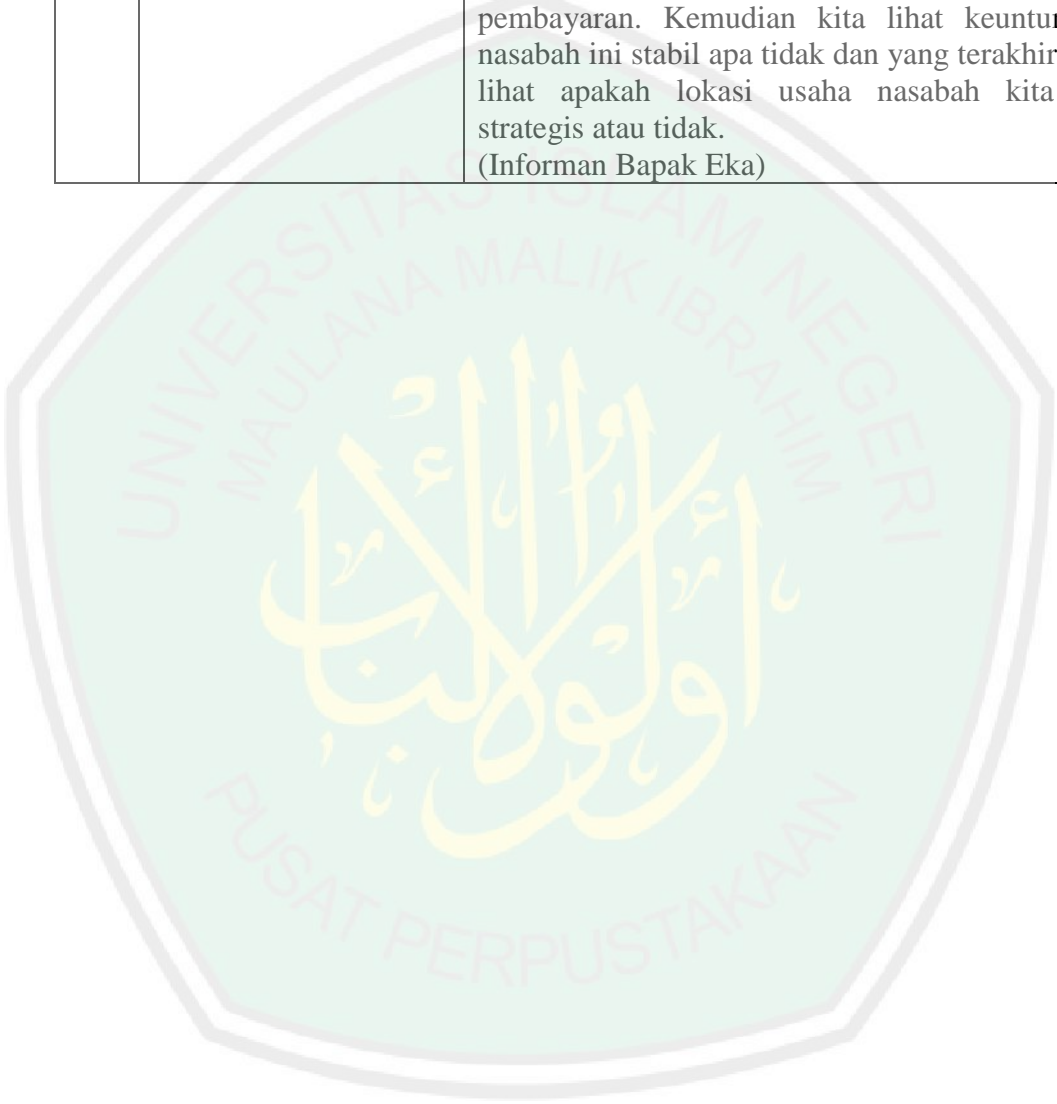 pembayaran. Kemudian kita lihat
nasabah ini stabil apa tidak dan yang terakhir
lihat apakah lokasi usaha nasabah kita
strategis atau tidak.
(Informan Bapak Eka)
UNIVERSITAS ISLAM NEGERI
MAULANA MALIK IBRAHIM
أولوا الألباب
PUSAT PERPUSTAKAAN